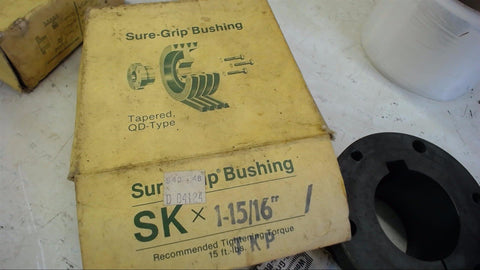 Sure-Grip Bushing
Tapered,
QD-Type
Sure-Grip® Bushing
SK × 1-15/16"
Recommended Tightening Torque
15 ft.-lbs.
KP